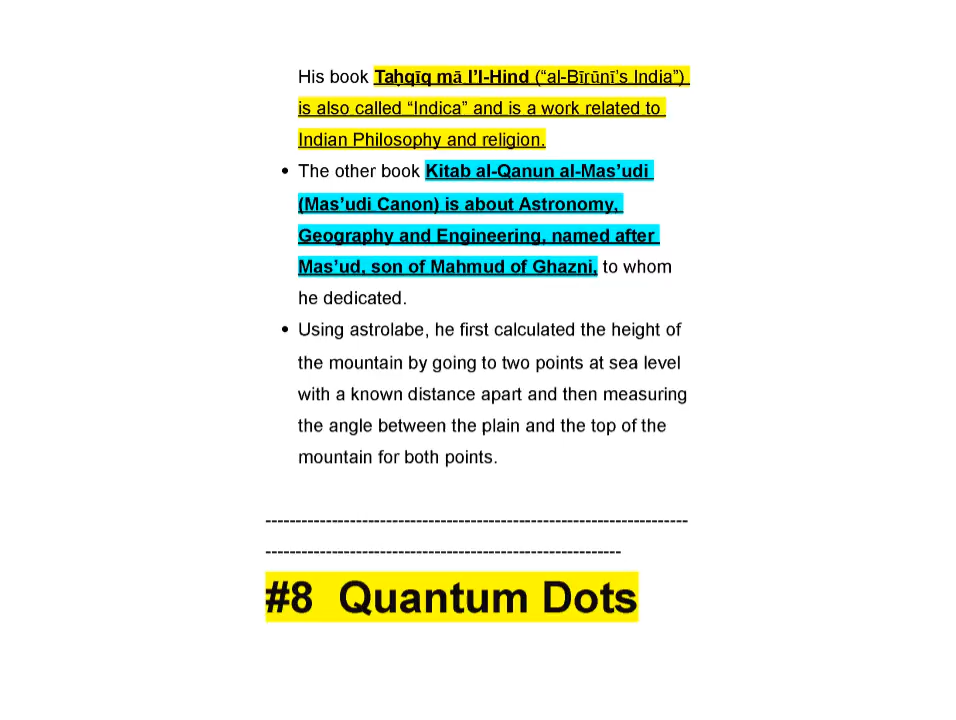 His book Taḥqīq mā l’l-Hind (“al-Bīrūnī’s India”)
is also called “Indica” and is a work related to
Indian Philosophy and religion.
• The other book Kitab al-Qanun al-Mas’udi
(Mas’udi Canon) is about Astronomy,
Geography and Engineering, named after
Mas’ud, son of Mahmud of Ghazni, to whom
he dedicated.
• Using astrolabe, he first calculated the height of
the mountain by going to two points at sea level
with a known distance apart and then measuring
the angle between the plain and the top of the
mountain for both points.
----------------------------------------------------------------------
-----------------------------------------------------------
#8 Quantum Dots